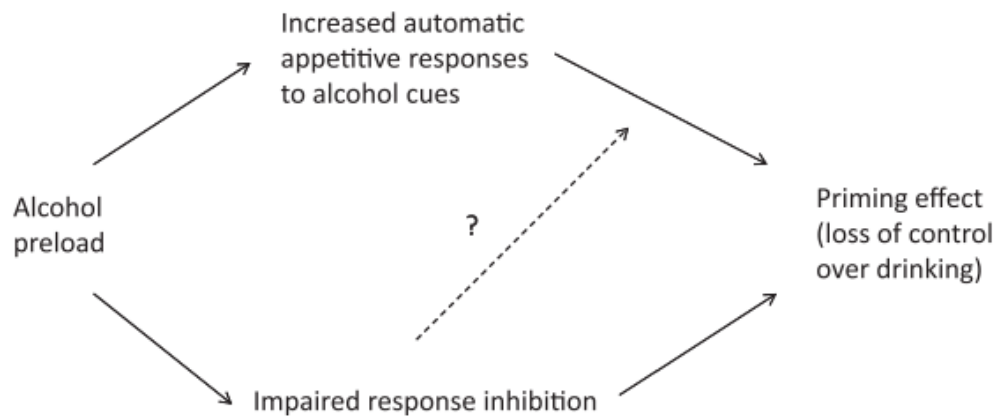 Increased automatic
appetitive responses
to alcohol cues
Alcohol
preload
?
Priming effect
(loss of control
over drinking)
Impaired response inhibition